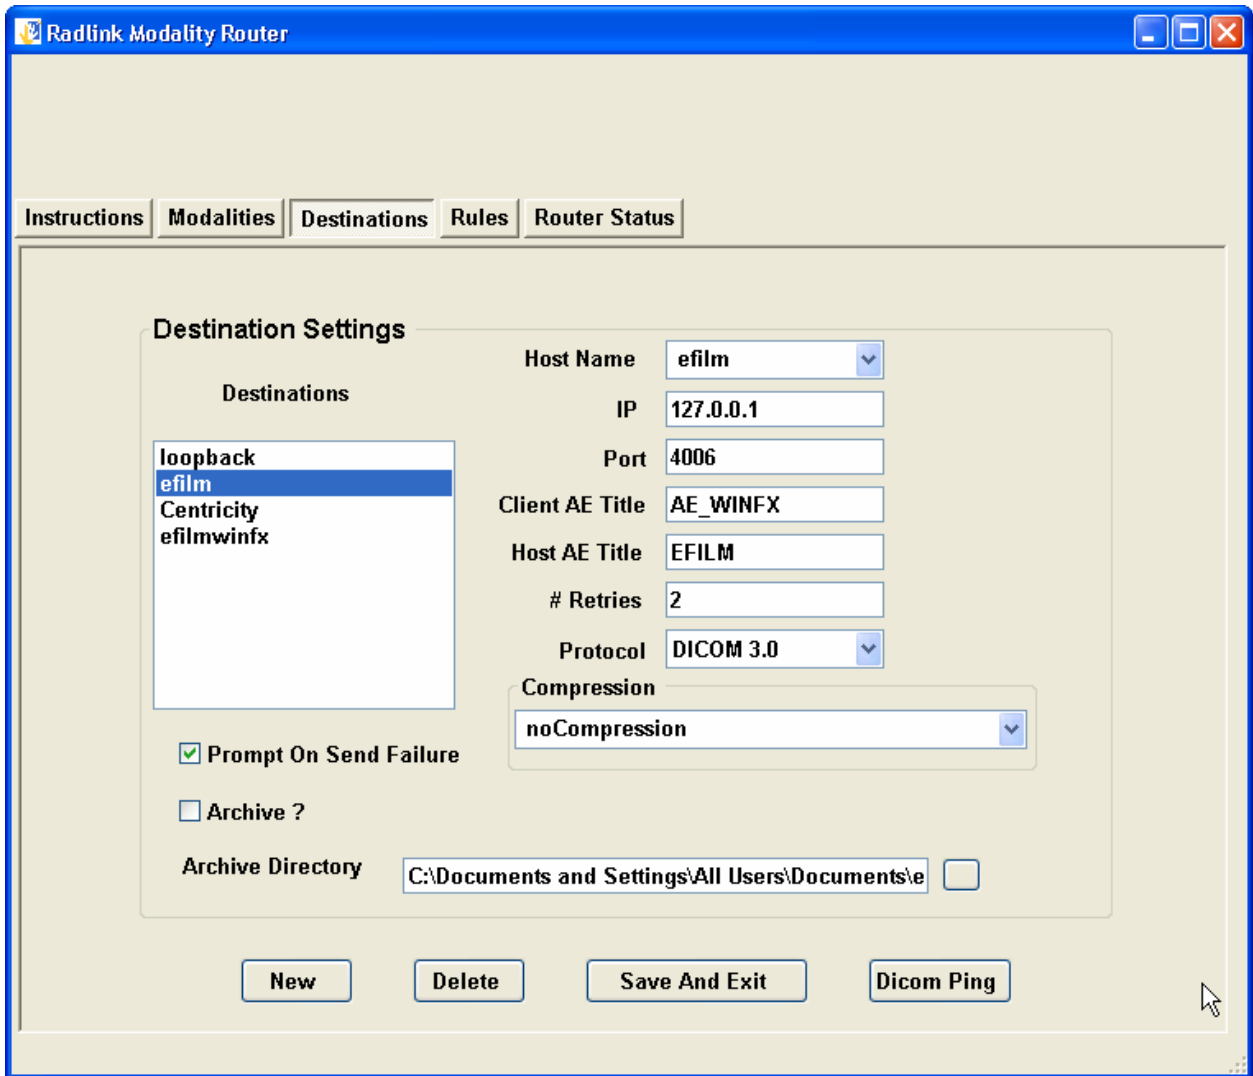 Radlink Modality Router
Instructions Modalities Destinations Rules Router Status
Destination Settings
Destinations
loopback
efilm
Centricity
efilmwinfx
Host Name efilm
IP 127.0.0.1
Port 4006
Client AE Title AE_WINFX
Host AE Title EFILM
# Retries 2
Protocol DICOM 3.0
Compression
noCompression
Prompt On Send Failure
Archive ?
Archive Directory C:\Documents and Settings\All Users\Documents\e
New Delete Save And Exit Dicom Ping